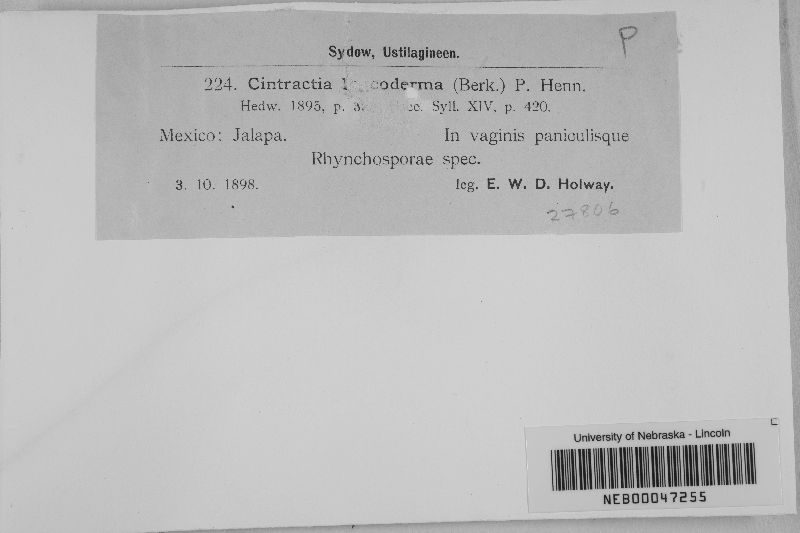 Sydow, Ustilagineen.
P
224. Cintractia (Berk.) P. Henn.
Hedw. 1895, p. Syll. XIV, p. 420.
Mexico: Jalapa. In vaginis paniculisque
Rhynchosporae spec.
3. 10. 1898. leg. E. W. D. Holway.
27806
University of Nebraska - Lincoln
NEB00047255